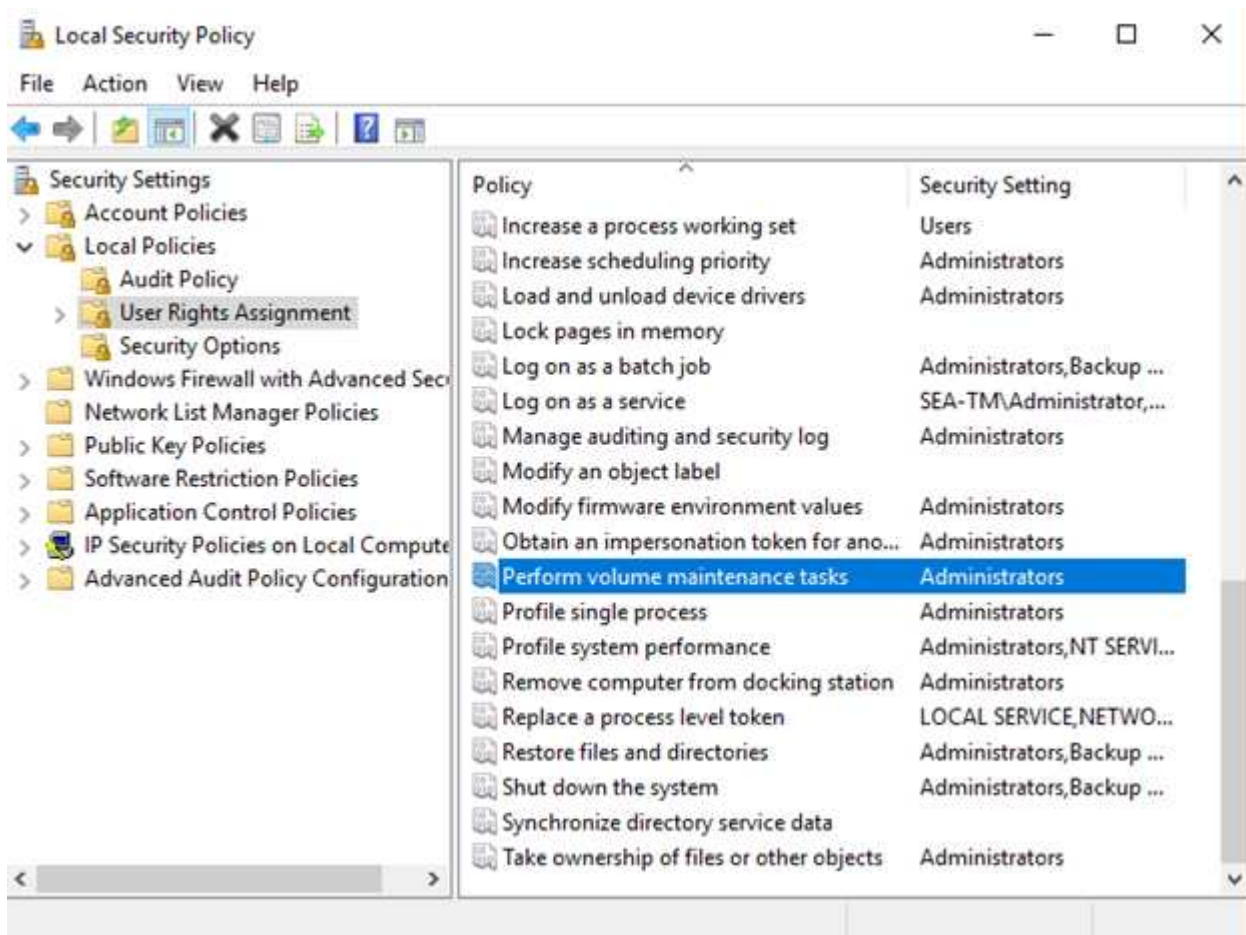 Local Security Policy
File Action View Help
Security Settings
Account Policies
Local Policies
Audit Policy
User Rights Assignment
Security Options
Windows Firewall with Advanced Secu
Network List Manager Policies
Public Key Policies
Software Restriction Policies
Application Control Policies
IP Security Policies on Local Compute
Advanced Audit Policy Configuration
Policy Security Setting
Increase a process working set Users
Increase scheduling priority Administrators
Load and unload device drivers Administrators
Lock pages in memory
Log on as a batch job Administrators,Backup ...
Log on as a service SEA-TM\Administrator,...
Manage auditing and security log Administrators
Modify an object label
Modify firmware environment values Administrators
Obtain an impersonation token for ano... Administrators
Perform volume maintenance tasks Administrators
Profile single process Administrators
Profile system performance Administrators,NT SERVI...
Remove computer from docking station Administrators
Replace a process level token LOCAL SERVICE,NETWO...
Restore files and directories Administrators,Backup ...
Shut down the system Administrators,Backup ...
Synchronize directory service data
Take ownership of files or other objects Administrators